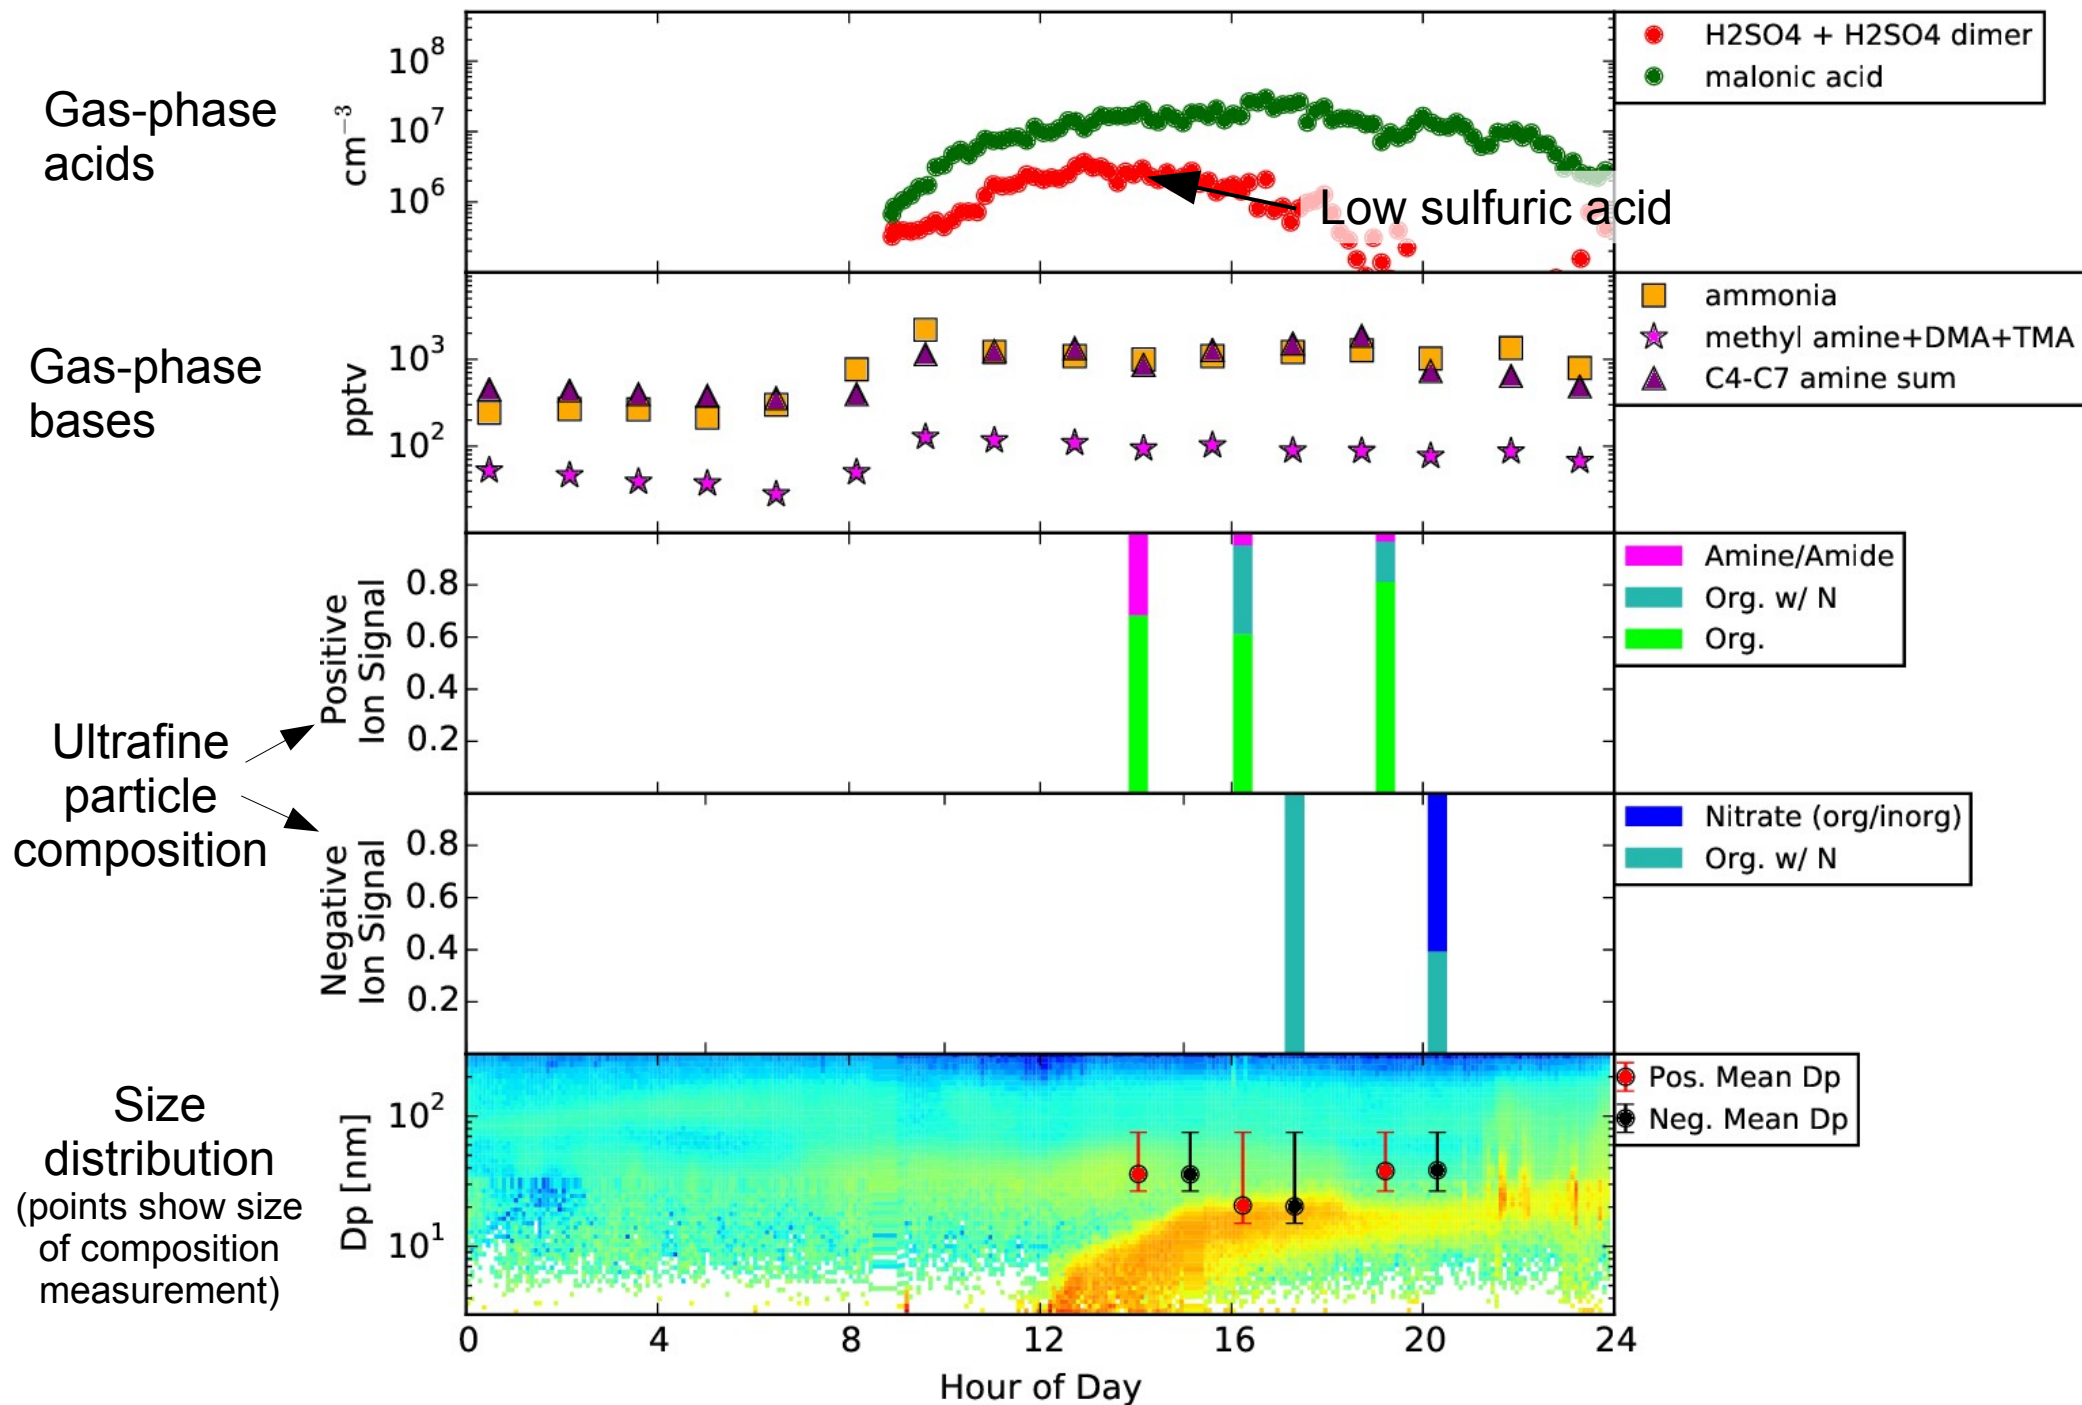 Gas-phase
acids
cm⁻³
10⁸
10⁷
10⁶
H2SO4 + H2SO4 dimer
malonic acid
Low sulfuric acid
Gas-phase
bases
pptv
10³
10²
ammonia
methyl amine+DMA+TMA
C4-C7 amine sum
Ultrafine
particle
composition
Positive
Ion Signal
0.8
0.6
0.4
0.2
Amine/Amide
Org. w/ N
Org.
Negative
Ion Signal
0.8
0.6
0.4
0.2
Nitrate (org/inorg)
Org. w/ N
Size
distribution
(points show size
of composition
measurement)
Dp [nm]
10²
10¹
Pos. Mean Dp
Neg. Mean Dp
0 4 8 12 16 20 24
Hour of Day